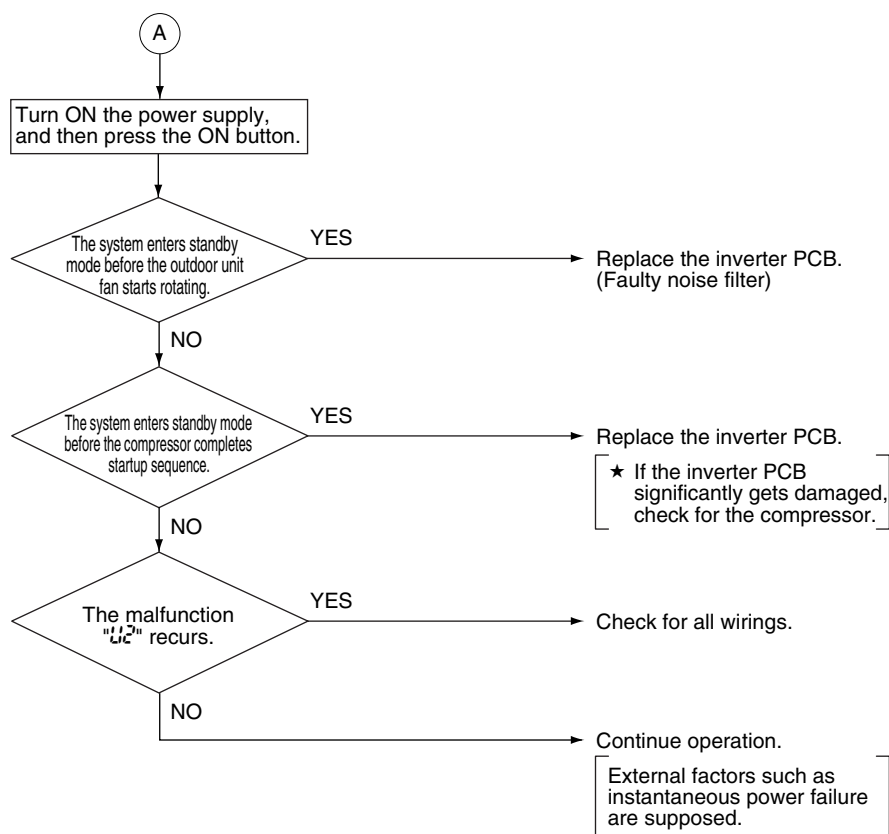 A
Turn ON the power supply,
and then press the ON button.
The system enters standby
mode before the outdoor unit
fan starts rotating.
YES
Replace the inverter PCB.
(Faulty noise filter)
NO
The system enters standby mode
before the compressor completes
startup sequence.
YES
Replace the inverter PCB.
★ If the inverter PCB
significantly gets damaged,
check for the compressor.
NO
The malfunction
"U2" recurs.
YES
Check for all wirings.
NO
Continue operation.
External factors such as
instantaneous power failure
are supposed.